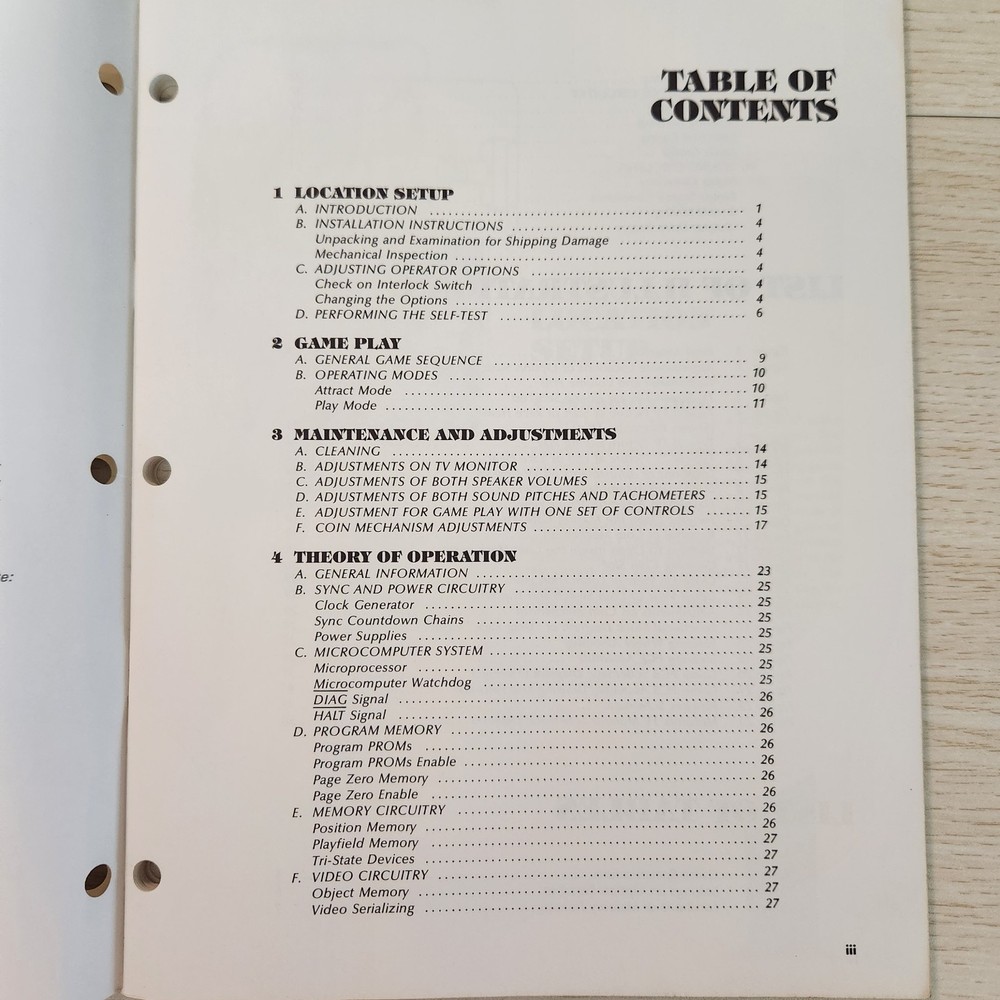 TABLE OF
CONTENTS
1 LOCATION SETUP
A. INTRODUCTION ........ 1
B. INSTALLATION INSTRUCTIONS ........ 4
Unpacking and Examination for Shipping Damage ........ 4
Mechanical Inspection ........ 4
C. ADJUSTING OPERATOR OPTIONS ........ 4
Check on Interlock Switch ........ 4
Changing the Options ........ 4
D. PERFORMING THE SELF-TEST ........ 6
2 GAME PLAY
A. GENERAL GAME SEQUENCE ........ 9
B. OPERATING MODES ........ 10
Attract Mode ........ 10
Play Mode ........ 11
3 MAINTENANCE AND ADJUSTMENTS
A. CLEANING ........ 14
B. ADJUSTMENTS ON TV MONITOR ........ 14
C. ADJUSTMENTS OF BOTH SPEAKER VOLUMES ........ 15
D. ADJUSTMENTS OF BOTH SOUND PITCHES AND TACHOMETERS ...... 15
E. ADJUSTMENT FOR GAME PLAY WITH ONE SET OF CONTROLS ....... 15
F. COIN MECHANISM ADJUSTMENTS ........ 17
4 THEORY OF OPERATION
A. GENERAL INFORMATION ........ 23
B. SYNC AND POWER CIRCUITRY ........ 25
Clock Generator ........ 25
Sync Countdown Chains ........ 25
Power Supplies ........ 25
C. MICROCOMPUTER SYSTEM ........ 25
Microprocessor ........ 25
Microcomputer Watchdog ........ 25
DIAG Signal ........ 26
HALT Signal ........ 26
D. PROGRAM MEMORY ........ 26
Program PROMs ........ 26
Program PROMs Enable ........ 26
Page Zero Memory ........ 26
Page Zero Enable ........ 26
E. MEMORY CIRCUITRY ........ 26
Position Memory ........ 26
Playfield Memory ........ 27
Tri-State Devices ........ 27
F. VIDEO CIRCUITRY ........ 27
Object Memory ........ 27
Video Serializing ........ 27
iii